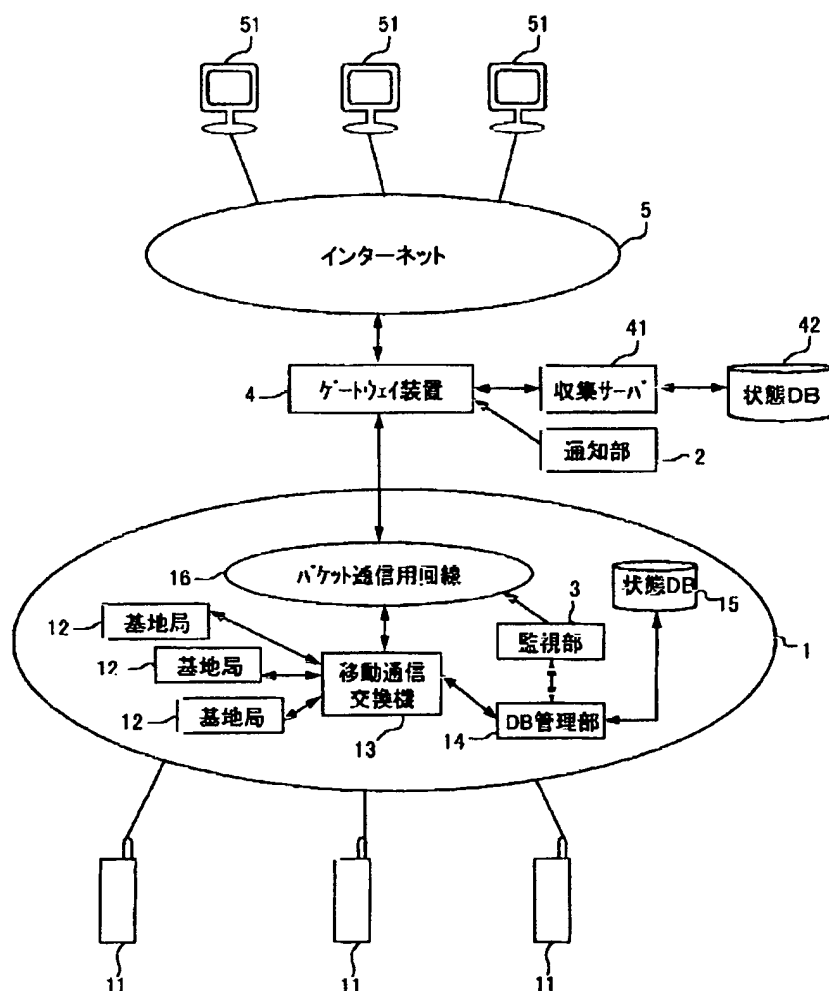 51
51
51
5
インターネット
41
42
4
ゲートウェイ装置
収集サーバ
状態DB
通知部
2
16
パケット通信用回線
3
状態DB
15
12
基地局
監視部
1
12
基地局
移動通信
交換機
12
基地局
13
14
DB管理部
11
11
11